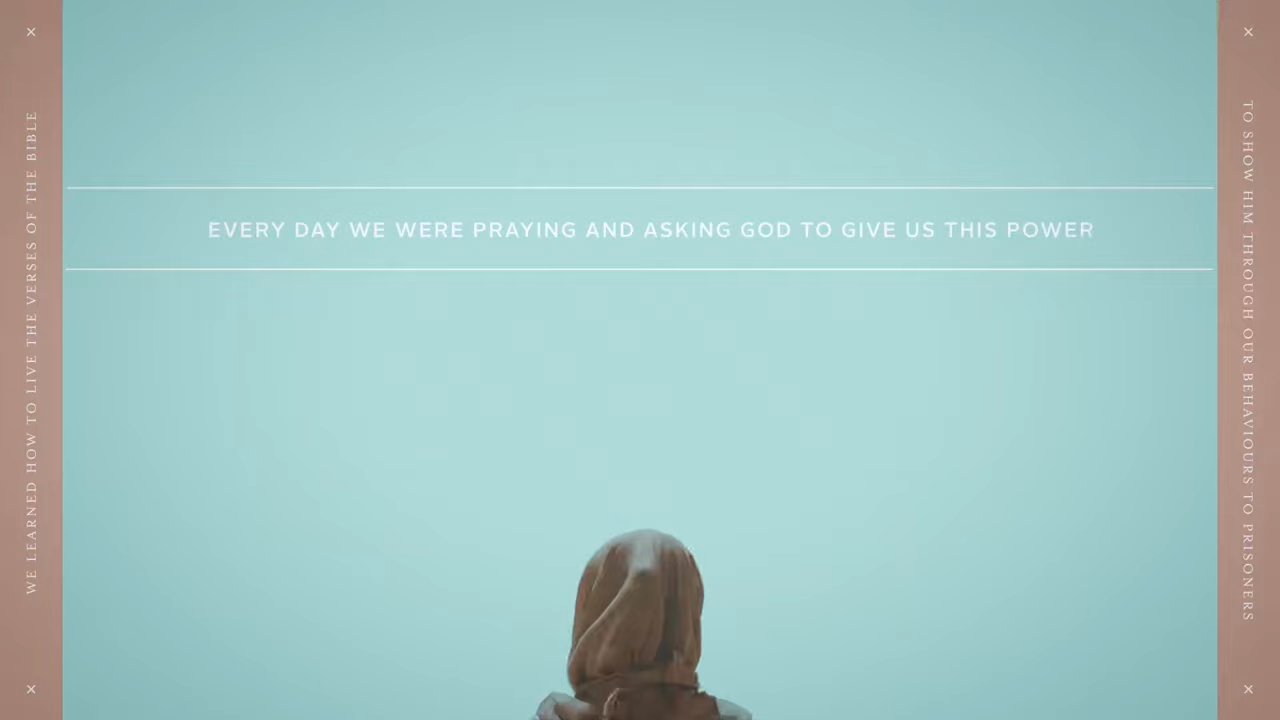 ×
×
WE LEARNED HOW TO LIVE THE VERSES OF THE BIBLE
EVERY DAY WE WERE PRAYING AND ASKING GOD TO GIVE US THIS POWER
TO SHOW HIM THROUGH OUR BEHAVIOURS TO PRISONERS
×
×